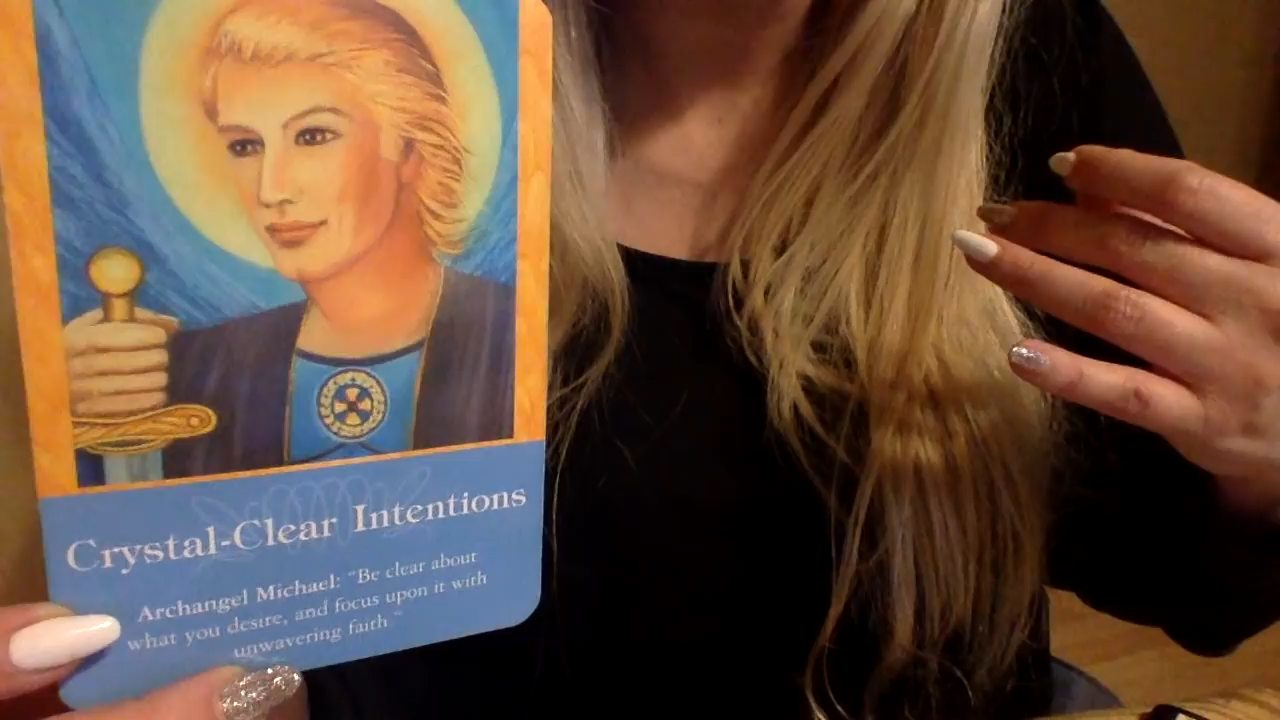 Crystal-Clear Intentions
Archangel Michael: "Be clear about
what you desire, and focus upon it with
unwavering faith."